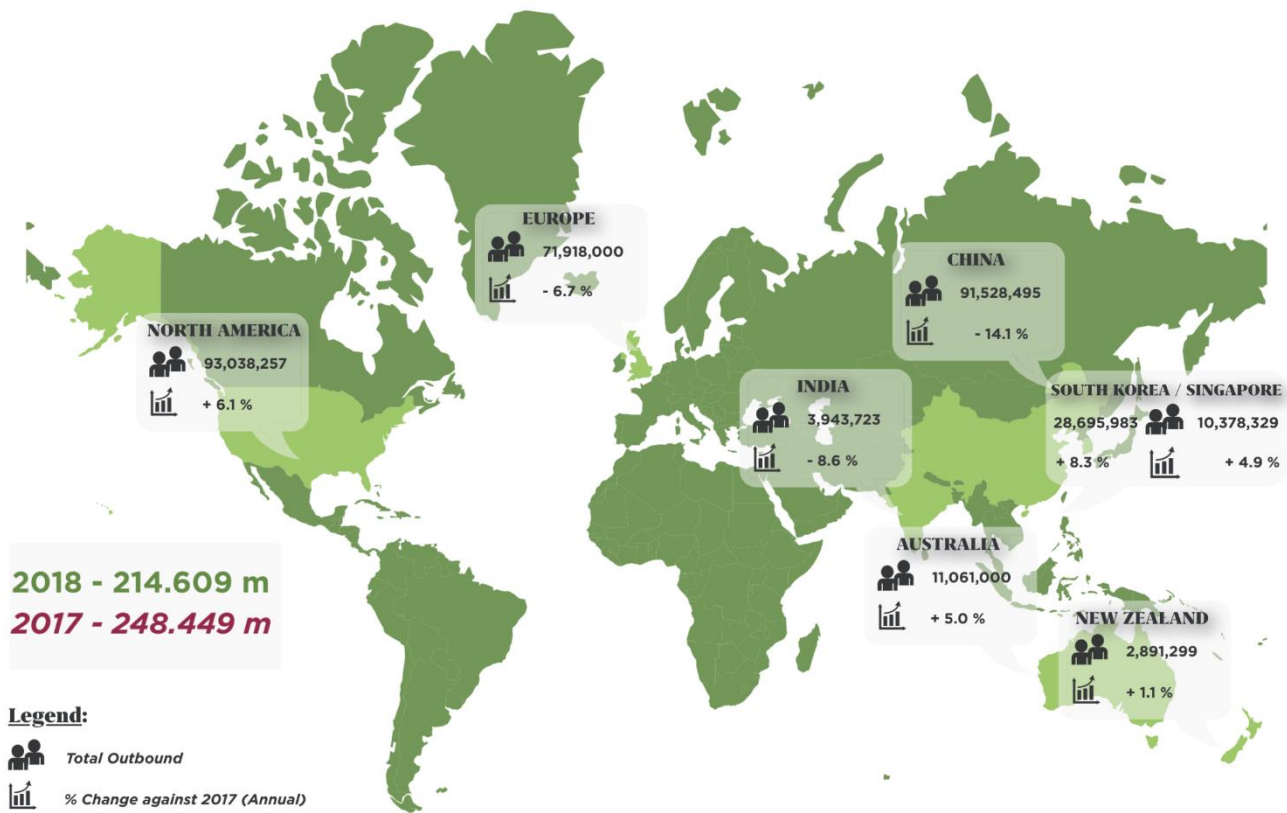 EUROPE
71,918,000
- 6.7 %
CHINA
91,528,495
- 14.1 %
NORTH AMERICA
93,038,257
+ 6.1 %
INDIA
3,943,723
- 8.6 %
SOUTH KOREA / SINGAPORE
28,695,983 10,378,329
+ 8.3 % + 4.9 %
AUSTRALIA
11,061,000
+ 5.0 %
NEW ZEALAND
2,891,299
+ 1.1 %
2018 - 214.609 m
2017 - 248.449 m
Legend:
Total Outbound
% Change against 2017 (Annual)